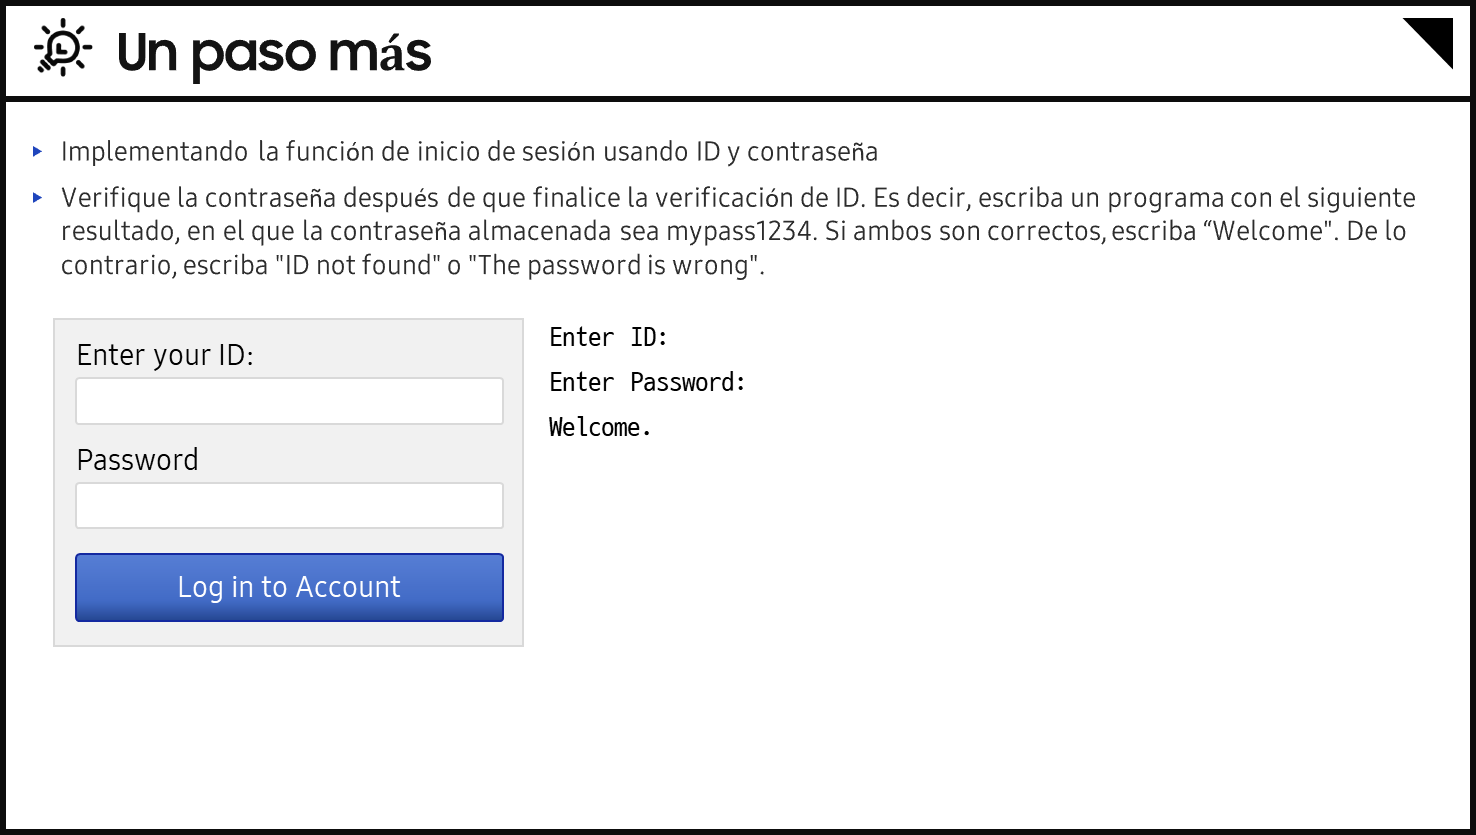 Un paso más
Implementando la función de inicio de sesión usando ID y contraseña
Verifique la contraseña después de que finalice la verificación de ID. Es decir, escriba un programa con el siguiente
resultado, en el que la contraseña almacenada sea mypass1234. Si ambos son correctos, escriba “Welcome". De lo
contrario, escriba "ID not found" o "The password is wrong".
Enter your ID:
Password
Log in to Account
Enter ID:
Enter Password:
Welcome.